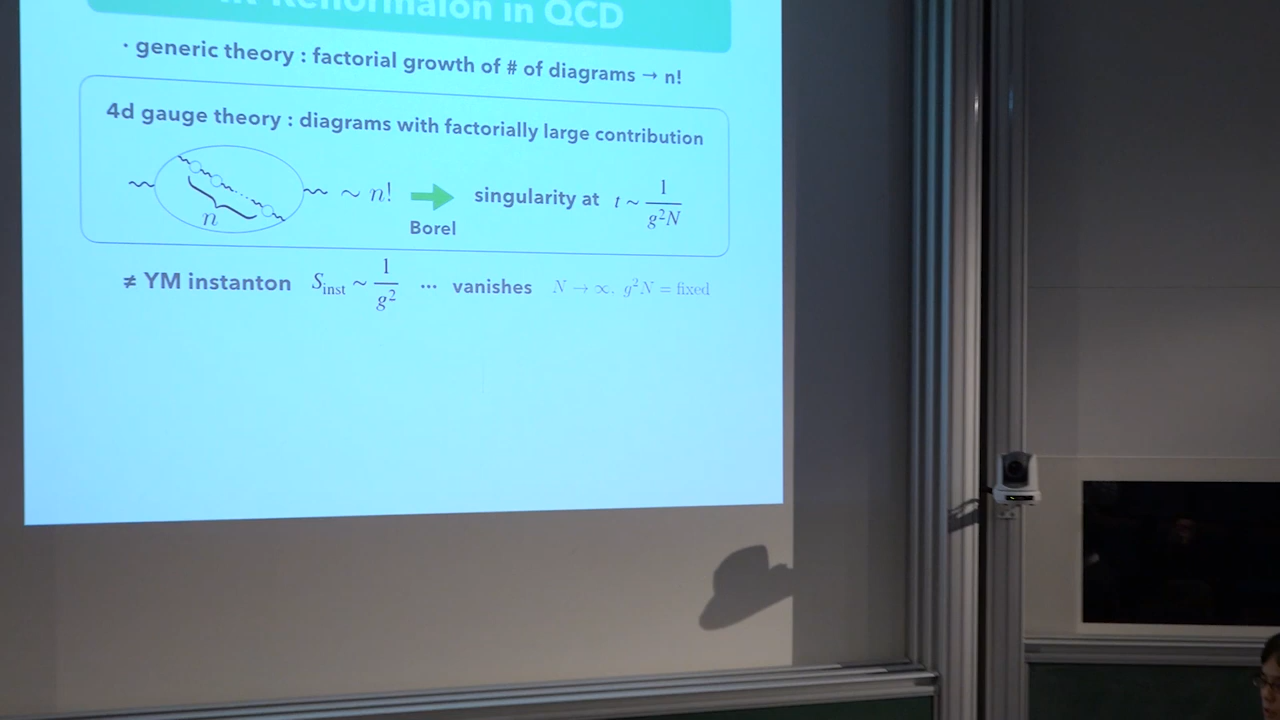 IR Renormalon in QCD
· generic theory : factorial growth of # of diagrams → n!
4d gauge theory : diagrams with factorially large contribution
n
~ n!
Borel
singularity at t ~ 1/g²N
≠ YM instanton S_inst ~ 1/g² ··· vanishes N → ∞, g²N = fixed